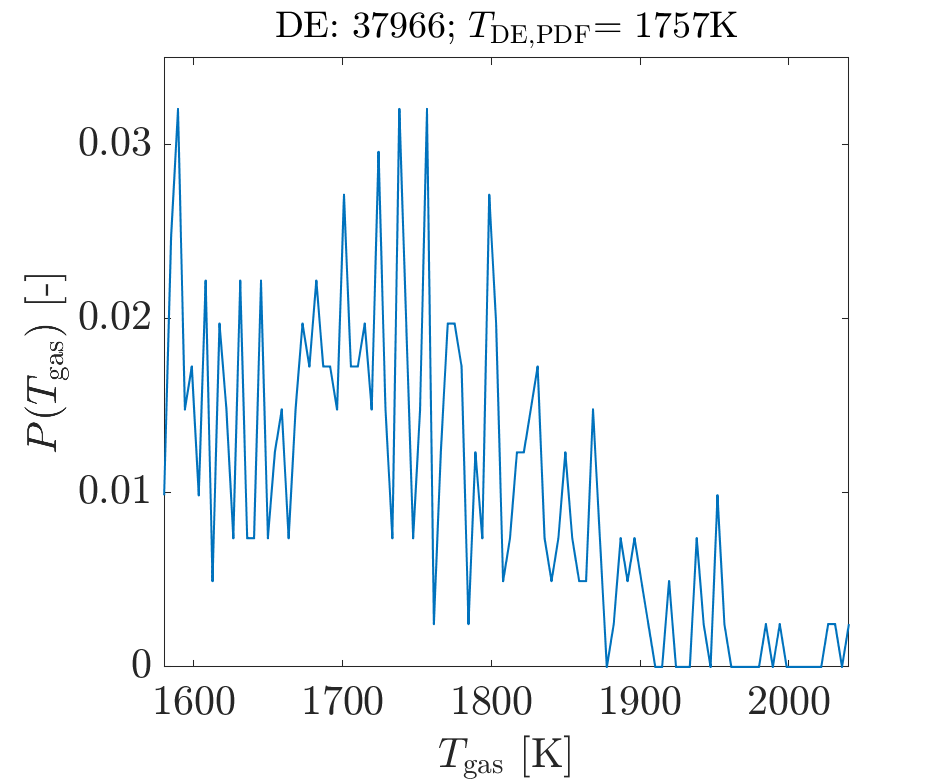 DE: 37966; T_DE,PDF= 1757K
0.03
0.02
0.01
0
P(T_gas) [-]
1600 1700 1800 1900 2000
T_gas [K]